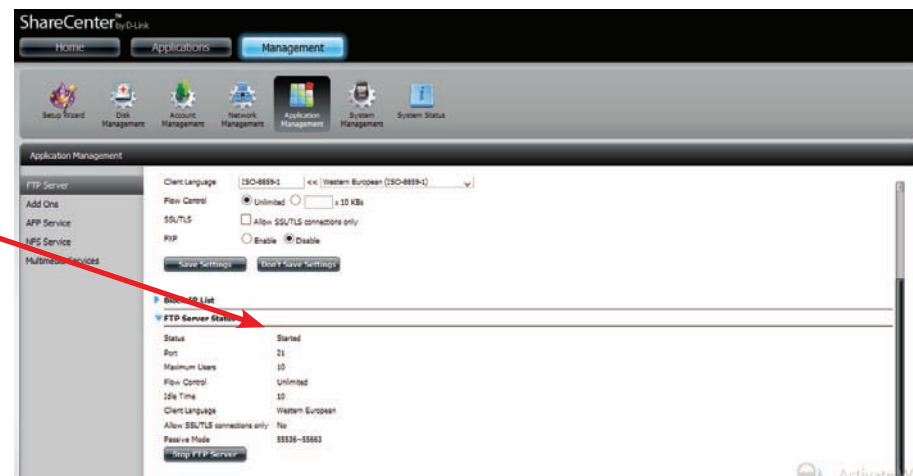 ShareCenter™ by D-Link
Home Applications Management
Setup Wizard Disk Management Account Management Network Management Application Management System Management System Status
Application Management
FTP Server
Add Ons
AFP Service
NFS Service
Multimedia Services
Client Language ISO-8859-1 << Western European (ISO-8859-1)
Flow Control Unlimited x 10 KBs
SSL/TLS Allow SSL/TLS connections only
FXP Enable Disable
Save Settings Don't Save Settings
Block IP List
FTP Server Status
Status Started
Port 21
Maximum Users 10
Flow Control Unlimited
Idle Time 10
Client Language Western European
Allow SSL/TLS connections only No
Passive Mode 55536~55663
Stop FTP Server
Activate